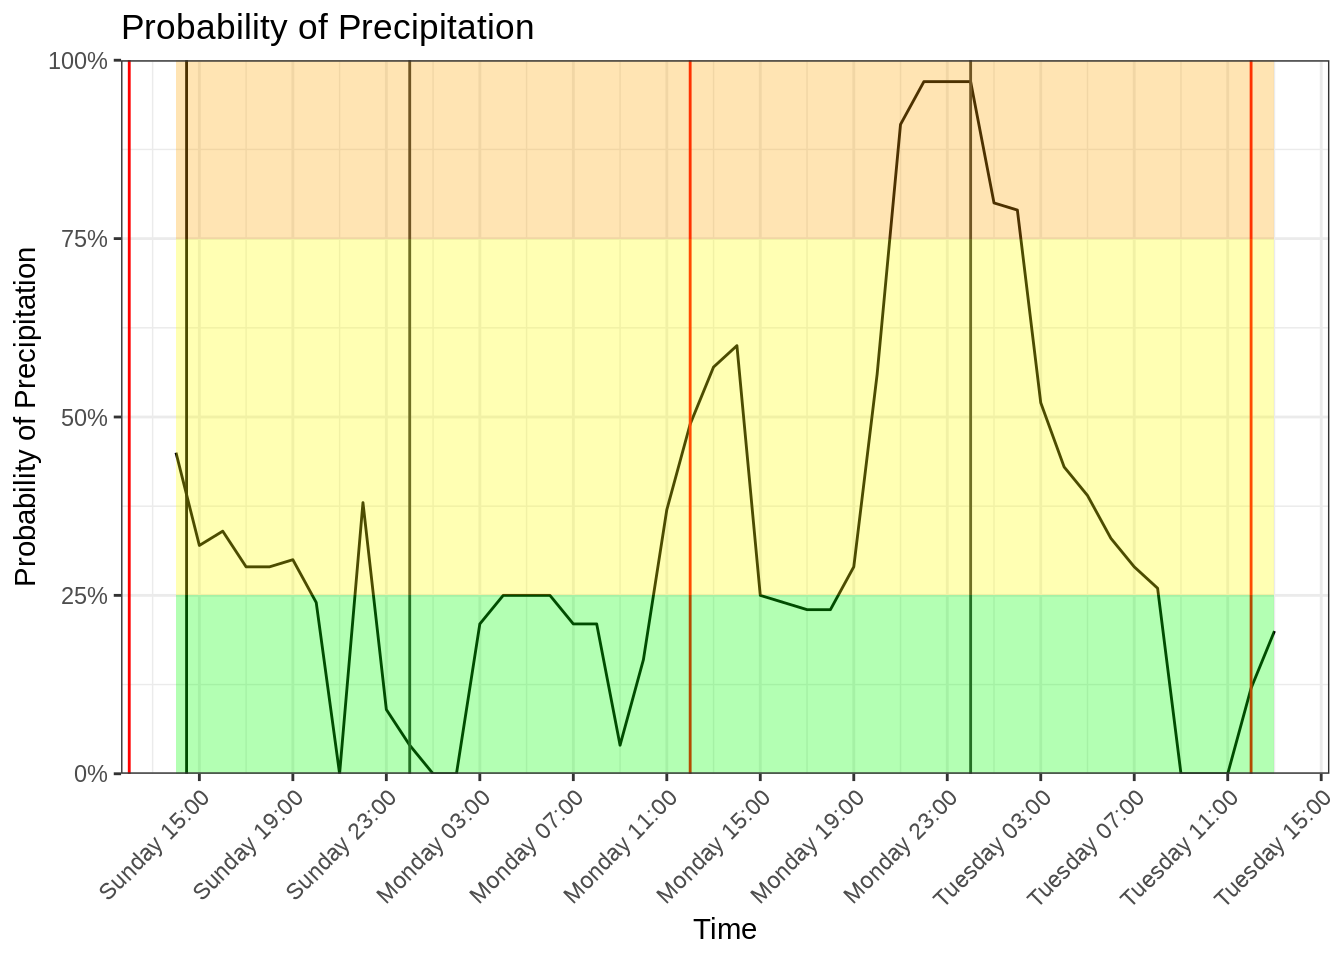 Probability of Precipitation
Probability of Precipitation
100%
75%
50%
25%
0%
Sunday 15:00
Sunday 19:00
Sunday 23:00
Monday 03:00
Monday 07:00
Monday 11:00
Monday 15:00
Monday 19:00
Monday 23:00
Tuesday 03:00
Tuesday 07:00
Tuesday 11:00
Tuesday 15:00
Time